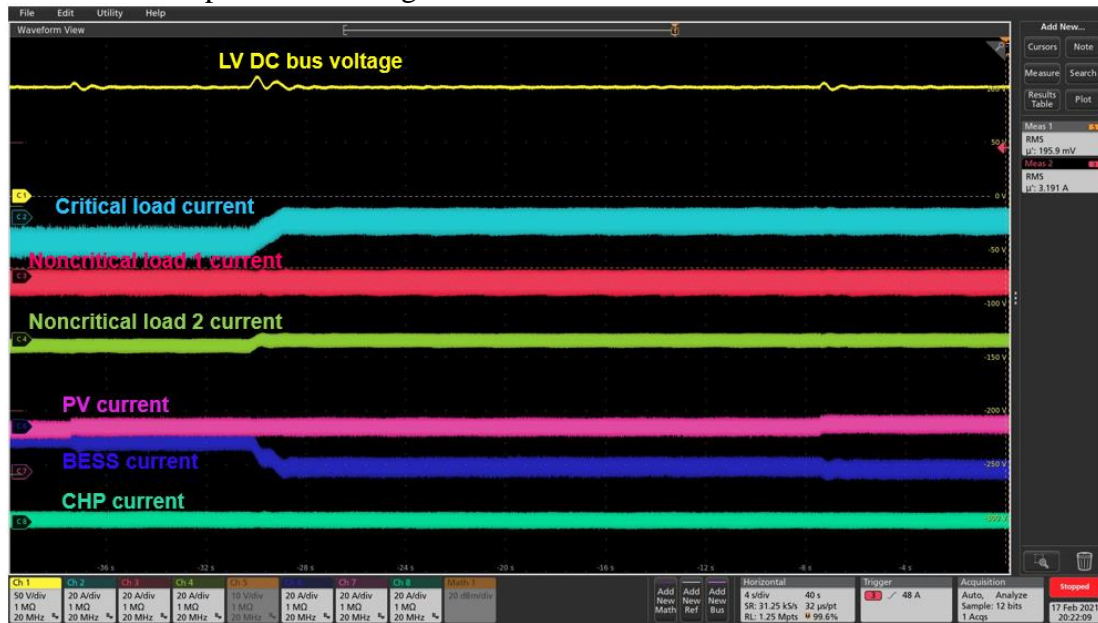 File Edit Utility Help
Waveform View
Add New...
LV DC bus voltage
Cursors Note
Measure Search
Results Table Plot
100 V
Meas 1
RMS
µ': 195.9 mV
50 V
Meas 2
RMS
µ': 3.191 A
C1
0 V
Critical load current
C2
-50 V
Noncritical load 1 current
C3
-100 V
Noncritical load 2 current
C4
-150 V
PV current
-200 V
C6
BESS current
-250 V
C7
CHP current
-300 V
C8
-36 s -32 s -28 s -24 s -20 s -16 s -12 s -8 s -4 s
Ch 1 Ch 2 Ch 3 Ch 4 Ch 5 Ch 7 Ch 8 Math 1
50 V/div 20 A/div 20 A/div 20 A/div 10 V/div 20 A/div 20 A/div 20 A/div 20 dBm/div
1 MΩ 1 MΩ 1 MΩ 1 MΩ 1 MΩ 1 MΩ 1 MΩ 1 MΩ
20 MHz 20 MHz 20 MHz 20 MHz 20 MHz 20 MHz 20 MHz 20 MHz
Add New Math Add New Ref Add New Bus
Horizontal
4 s/div 40 s
SR: 31.25 kS/s 32 µs/pt
RL: 1.25 Mpts 99.6%
Trigger
3 48 A
Acquisition
Auto, Analyze
Sample: 12 bits
1 Acqs
Stopped
17 Feb 2021
20:22:09